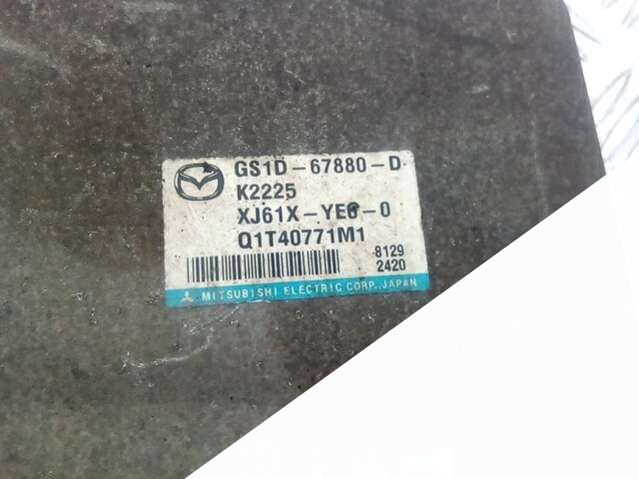 GS1D-67880-D
K2225
XJ61X-YE6-0
Q1T40771M1
8129
2420
MITSUBISHI ELECTRIC CORP., JAPAN